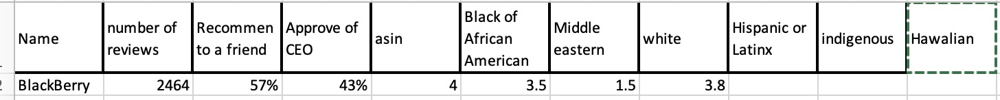 Name
number of
reviews
Recommen
to a friend
Approve of
CEO
asin
Black of
African
American
Middle
eastern
white
Hispanic or
Latinx
indigenous
Hawalian
BlackBerry 2464 57% 43% 4 3.5 1.5 3.8